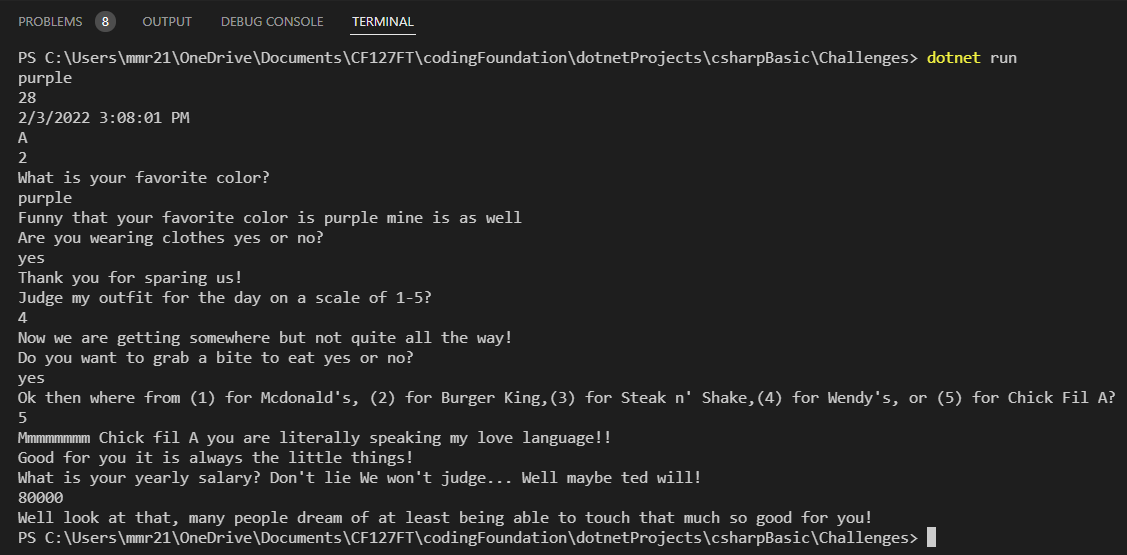 PROBLEMS 8 OUTPUT DEBUG CONSOLE TERMINAL
PS C:\Users\mmr21\OneDrive\Documents\CF127FT\codingFoundation\dotnetProjects\csharpBasic\Challenges> dotnet run
purple
28
2/3/2022 3:08:01 PM
A
2
What is your favorite color?
purple
Funny that your favorite color is purple mine is as well
Are you wearing clothes yes or no?
yes
Thank you for sparing us!
Judge my outfit for the day on a scale of 1-5?
4
Now we are getting somewhere but not quite all the way!
Do you want to grab a bite to eat yes or no?
yes
Ok then where from (1) for Mcdonald's, (2) for Burger King,(3) for Steak n' Shake,(4) for Wendy's, or (5) for Chick Fil A?
5
Mmmmmmmm Chick fil A you are literally speaking my love language!!
Good for you it is always the little things!
What is your yearly salary? Don't lie We won't judge... Well maybe ted will!
80000
Well look at that, many people dream of at least being able to touch that much so good for you!
PS C:\Users\mmr21\OneDrive\Documents\CF127FT\codingFoundation\dotnetProjects\csharpBasic\Challenges>